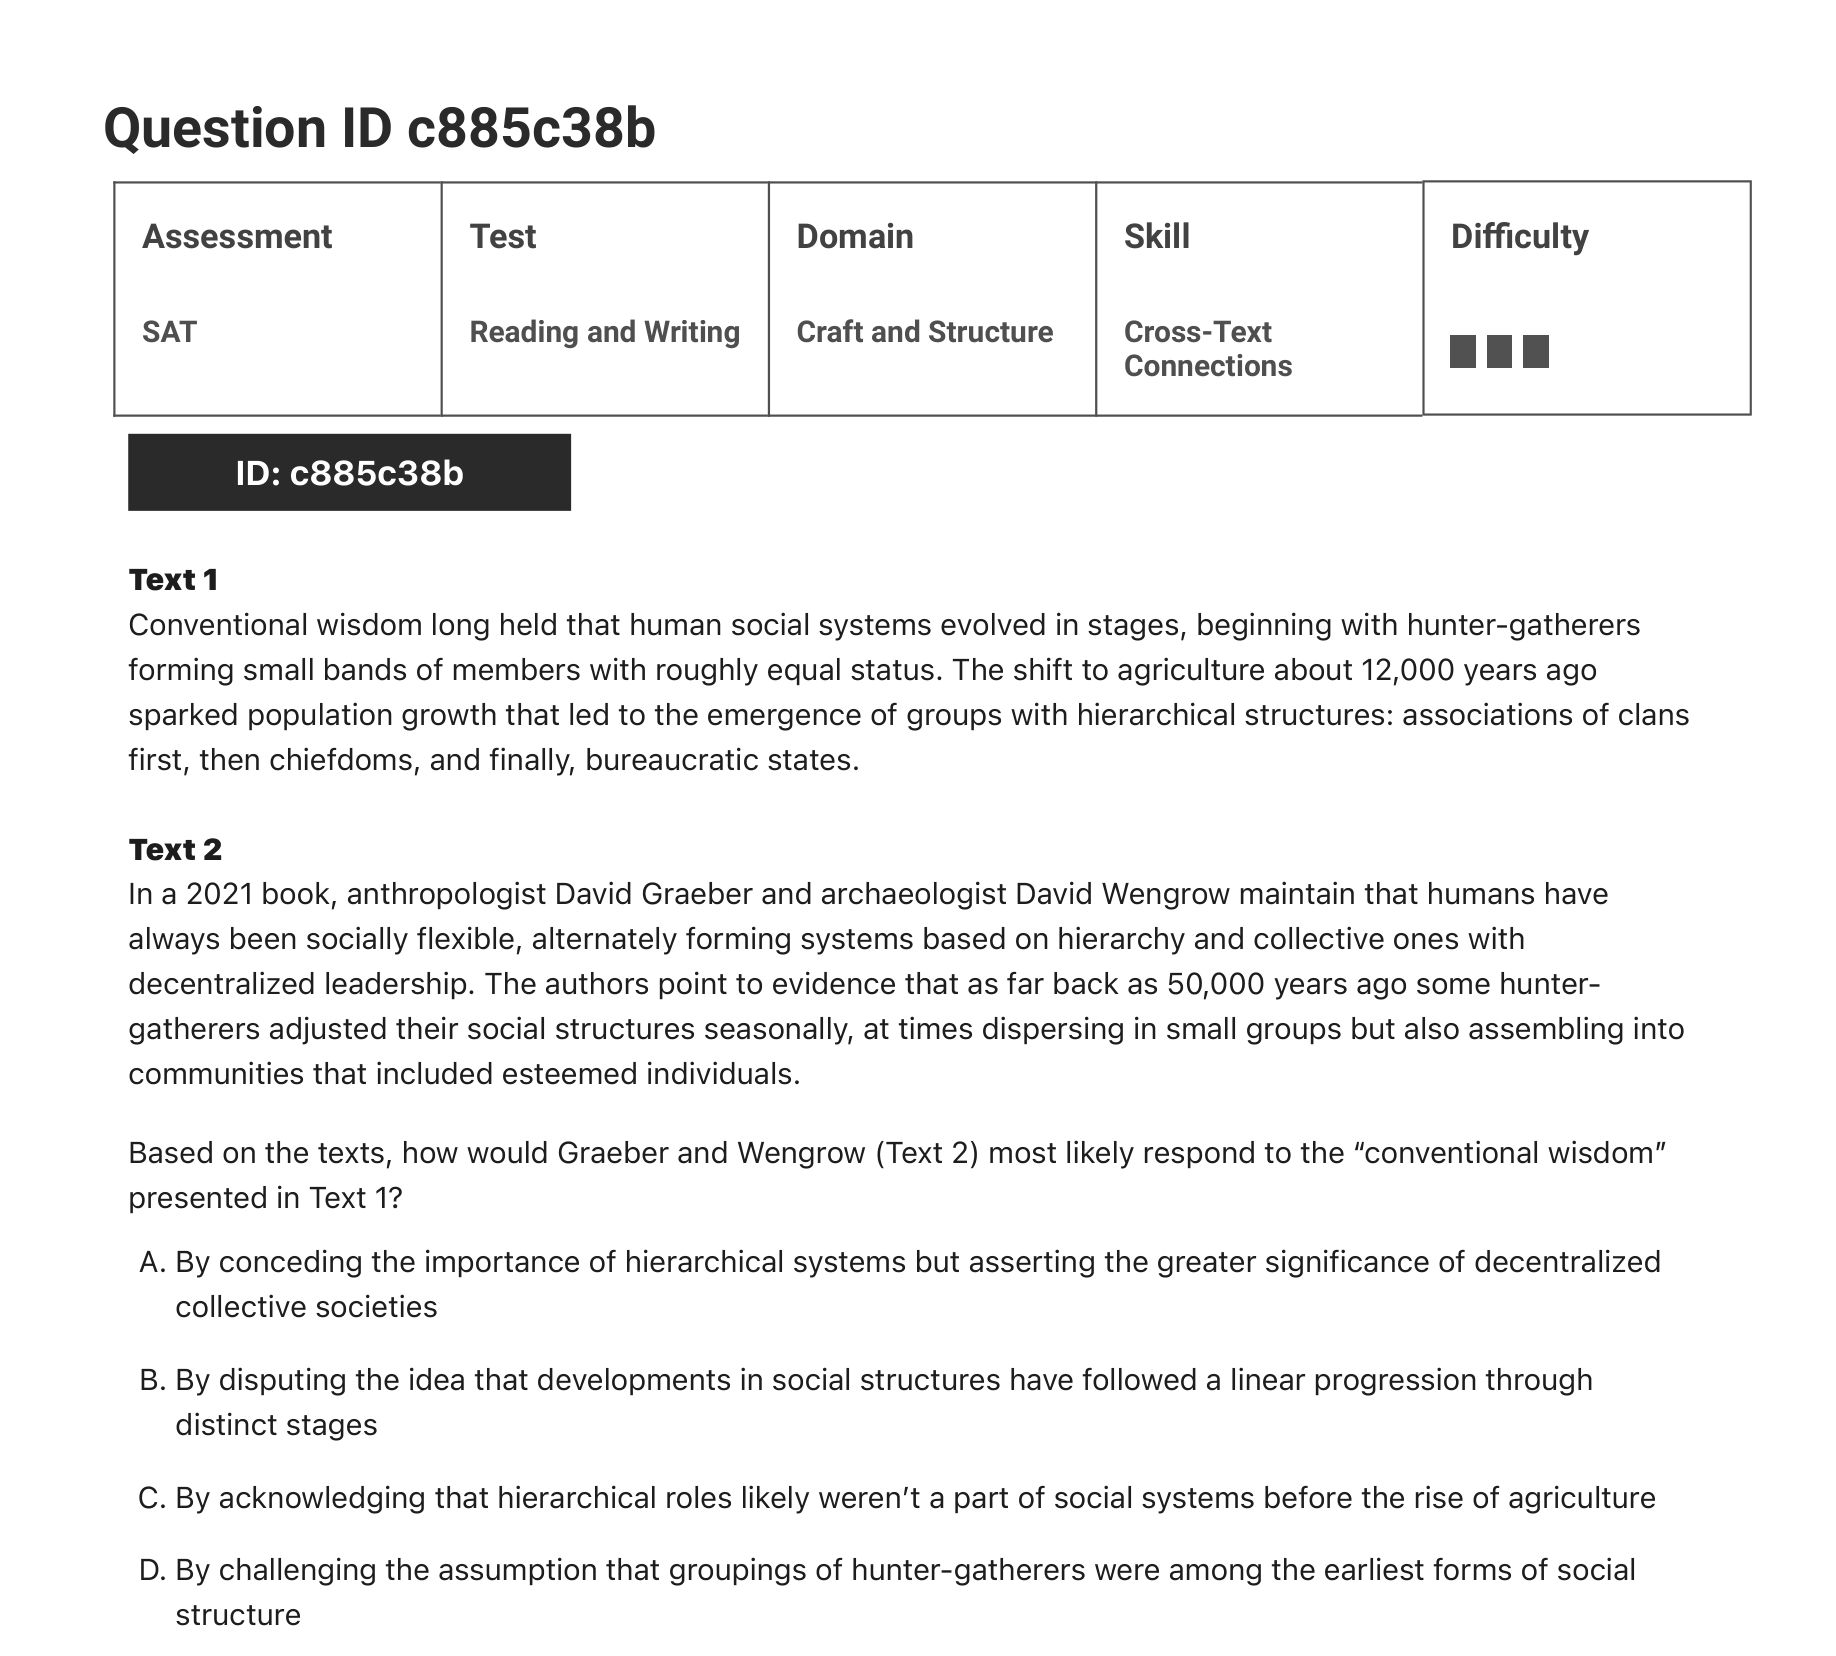 Question ID c885c38b
Assessment
Test
Domain
Skill
Difficulty
SAT
Reading and Writing
Craft and Structure
Cross-Text
Connections
ID: c885c38b
Text 1
Conventional wisdom long held that human social systems evolved in stages, beginning with hunter-gatherers
forming small bands of members with roughly equal status. The shift to agriculture about 12,000 years ago
sparked population growth that led to the emergence of groups with hierarchical structures: associations of clans
first, then chiefdoms, and finally, bureaucratic states.
Text 2
In a 2021 book, anthropologist David Graeber and archaeologist David Wengrow maintain that humans have
always been socially flexible, alternately forming systems based on hierarchy and collective ones with
decentralized leadership. The authors point to evidence that as far back as 50,000 years ago some hunter-
gatherers adjusted their social structures seasonally, at times dispersing in small groups but also assembling into
communities that included esteemed individuals.
Based on the texts, how would Graeber and Wengrow (Text 2) most likely respond to the “conventional wisdom”
presented in Text 1?
A. By conceding the importance of hierarchical systems but asserting the greater significance of decentralized
collective societies
B. By disputing the idea that developments in social structures have followed a linear progression through
distinct stages
C. By acknowledging that hierarchical roles likely weren’t a part of social systems before the rise of agriculture
D. By challenging the assumption that groupings of hunter-gatherers were among the earliest forms of social
structure